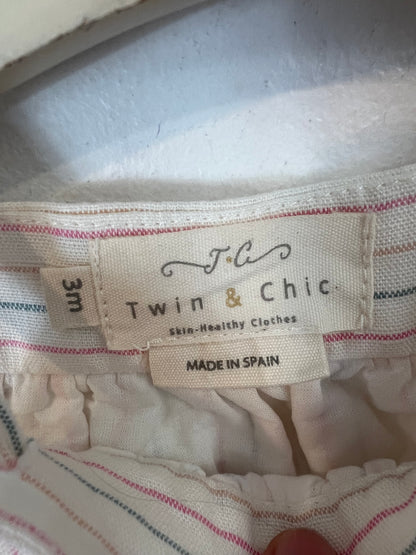 T·C
3m
Twin & Chic
Skin-Healthy Clothes
MADE IN SPAIN